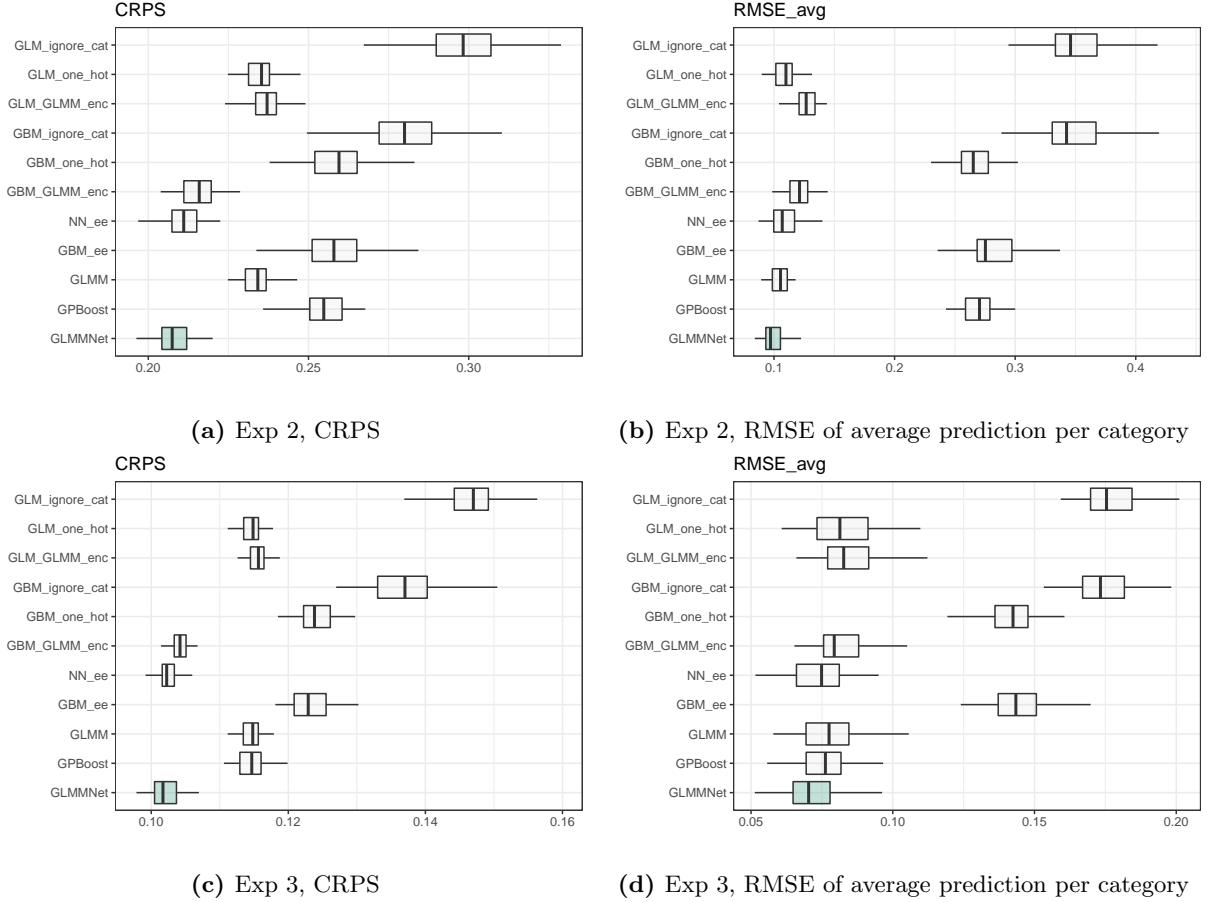 CRPS
GLM_ignore_cat
GLM_one_hot
GLM_GLMM_enc
GBM_ignore_cat
GBM_one_hot
GBM_GLMM_enc
NN_ee
GBM_ee
GLMM
GPBoost
GLMMNet
0.20 0.25 0.30
(a) Exp 2, CRPS
RMSE_avg
GLM_ignore_cat
GLM_one_hot
GLM_GLMM_enc
GBM_ignore_cat
GBM_one_hot
GBM_GLMM_enc
NN_ee
GBM_ee
GLMM
GPBoost
GLMMNet
0.1 0.2 0.3 0.4
(b) Exp 2, RMSE of average prediction per category
CRPS
GLM_ignore_cat
GLM_one_hot
GLM_GLMM_enc
GBM_ignore_cat
GBM_one_hot
GBM_GLMM_enc
NN_ee
GBM_ee
GLMM
GPBoost
GLMMNet
0.10 0.12 0.14 0.16
(c) Exp 3, CRPS
RMSE_avg
GLM_ignore_cat
GLM_one_hot
GLM_GLMM_enc
GBM_ignore_cat
GBM_one_hot
GBM_GLMM_enc
NN_ee
GBM_ee
GLMM
GPBoost
GLMMNet
0.05 0.10 0.15 0.20
(d) Exp 3, RMSE of average prediction per category